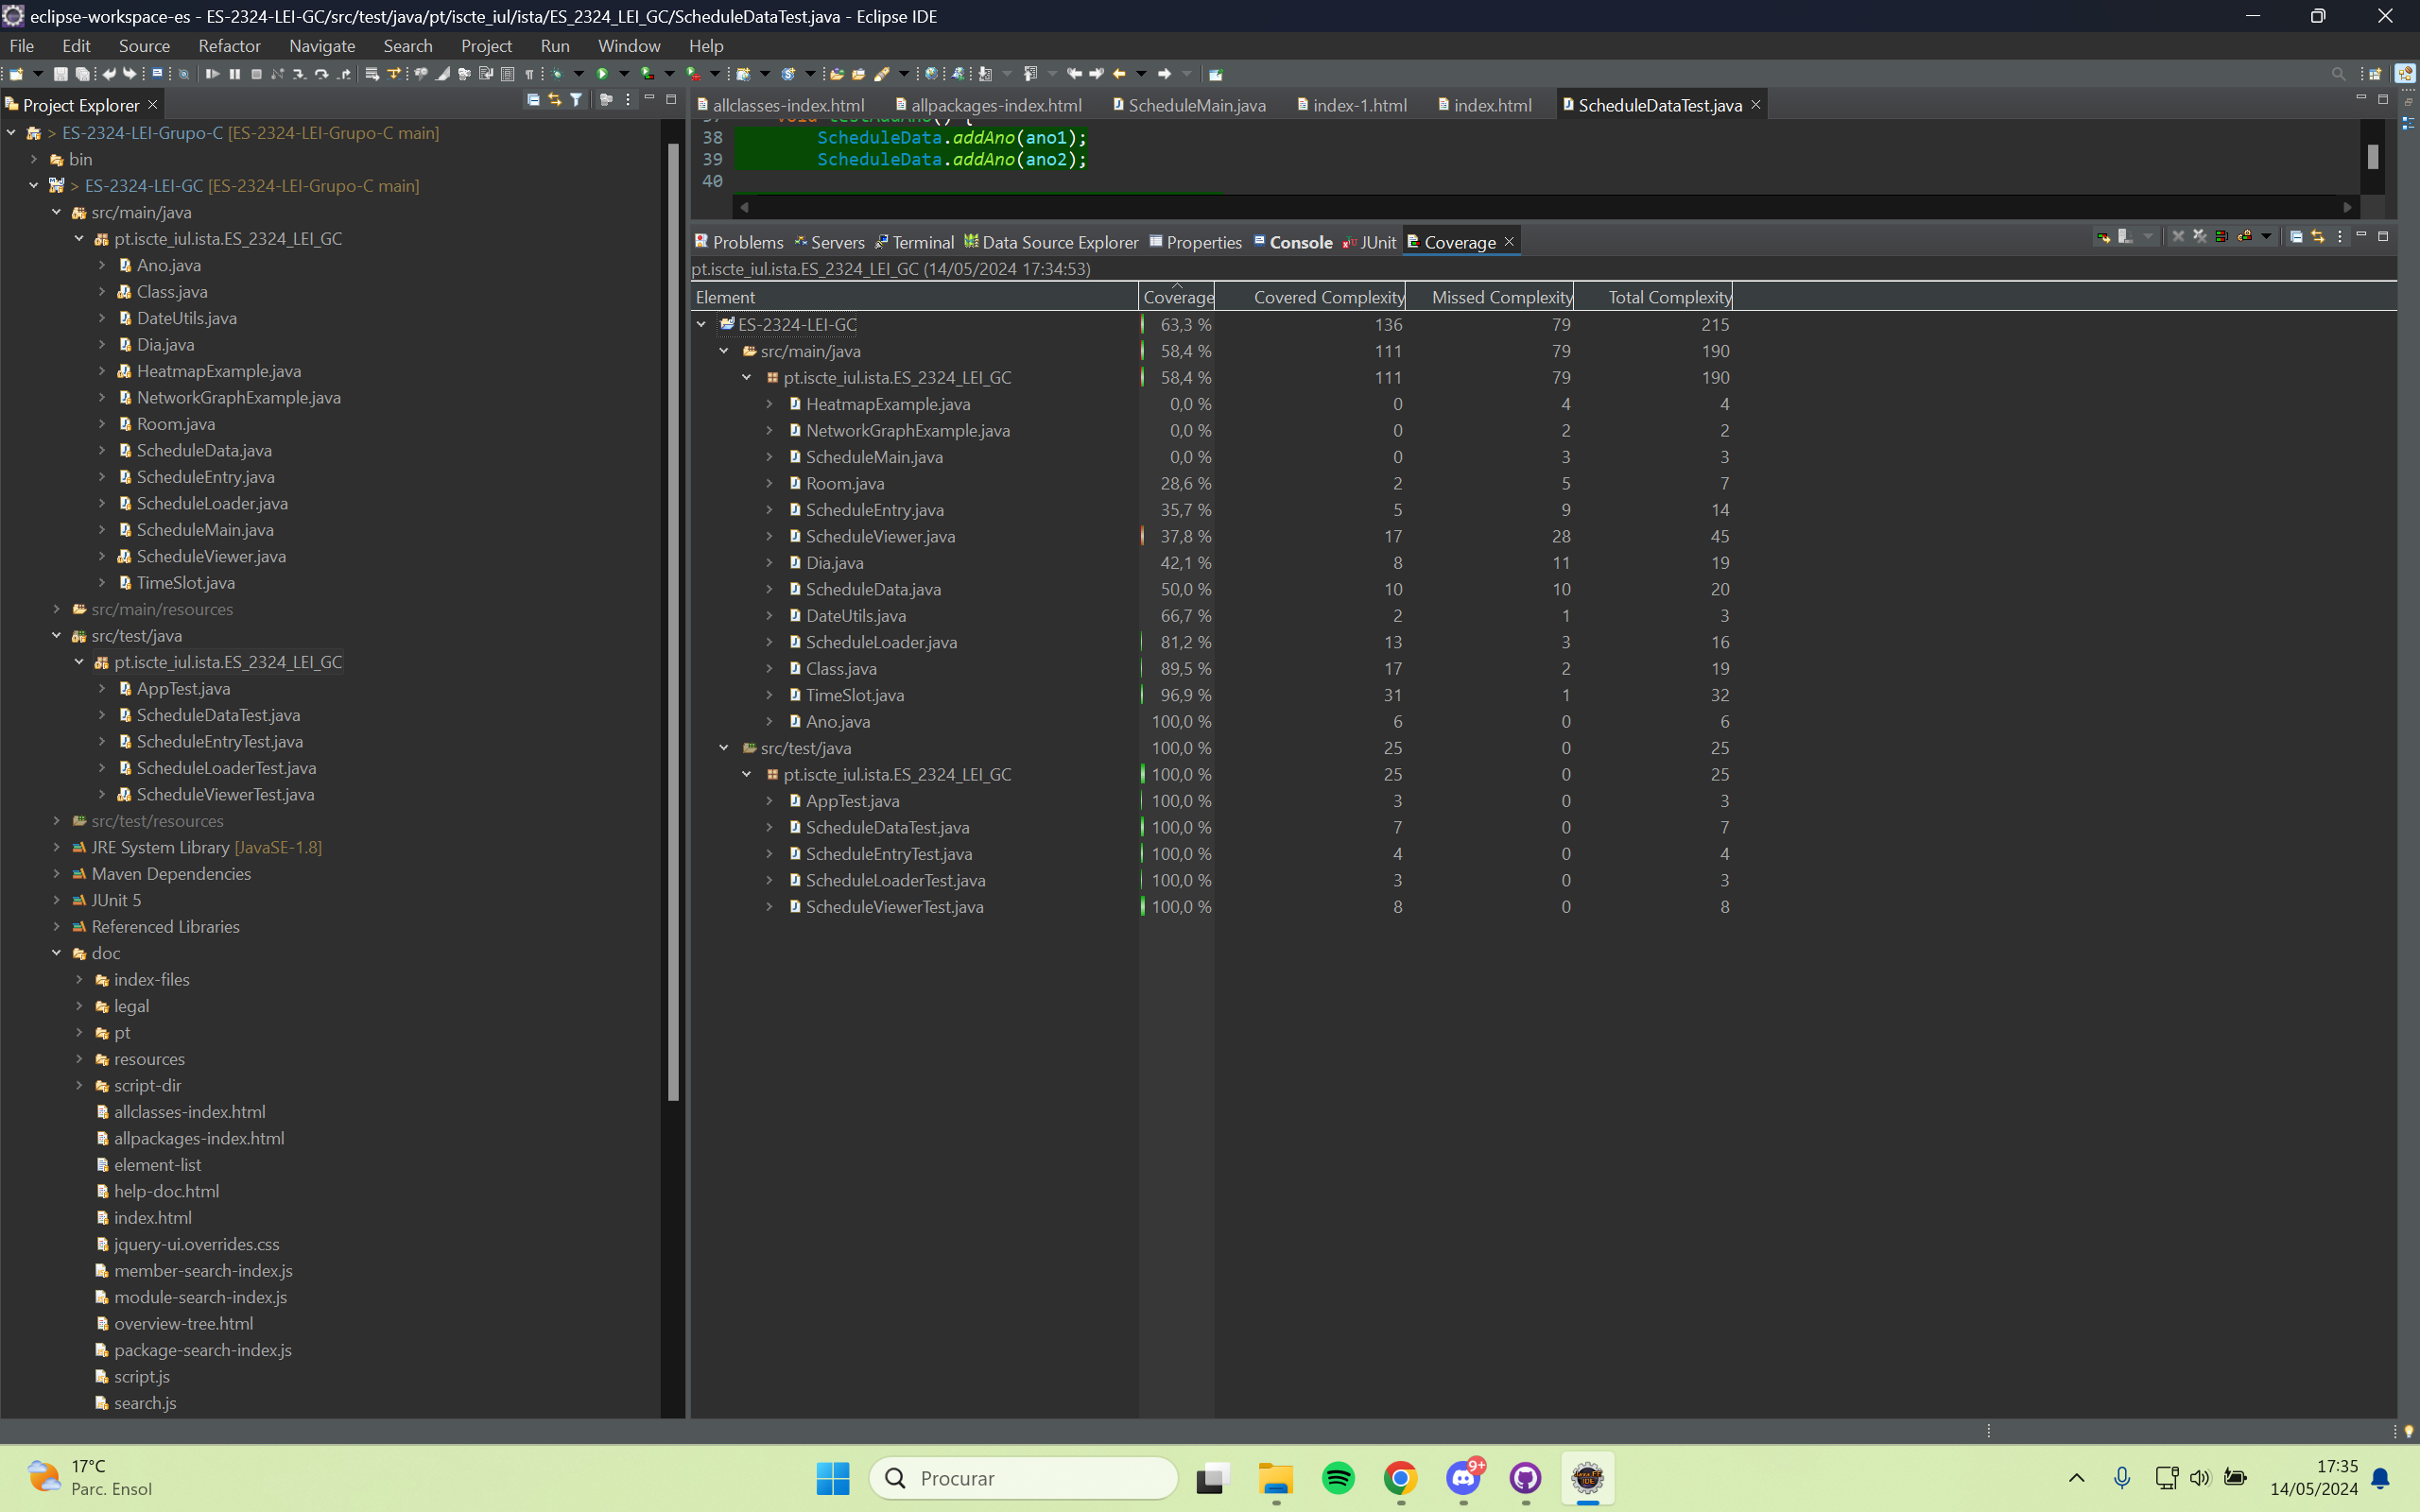 eclipse-workspace-es - ES-2324-LEI-GC/src/test/java/pt/iscte_iul/ista/ES_2324_LEI_GC/ScheduleDataTest.java - Eclipse IDE
File Edit Source Refactor Navigate Search Project Run Window Help
Project Explorer
> ES-2324-LEI-Grupo-C [ES-2324-LEI-Grupo-C main]
bin
> ES-2324-LEI-GC [ES-2324-LEI-Grupo-C main]
src/main/java
pt.iscte_iul.ista.ES_2324_LEI_GC
Ano.java
Class.java
DateUtils.java
Dia.java
HeatmapExample.java
NetworkGraphExample.java
Room.java
ScheduleData.java
ScheduleEntry.java
ScheduleLoader.java
ScheduleMain.java
ScheduleViewer.java
TimeSlot.java
src/main/resources
src/test/java
pt.iscte_iul.ista.ES_2324_LEI_GC
AppTest.java
ScheduleDataTest.java
ScheduleEntryTest.java
ScheduleLoaderTest.java
ScheduleViewerTest.java
src/test/resources
JRE System Library [JavaSE-1.8]
Maven Dependencies
JUnit 5
Referenced Libraries
doc
index-files
legal
pt
resources
script-dir
allclasses-index.html
allpackages-index.html
element-list
help-doc.html
index.html
jquery-ui.overrides.css
member-search-index.js
module-search-index.js
overview-tree.html
package-search-index.js
script.js
search.js
allclasses-index.html allpackages-index.html ScheduleMain.java index-1.html index.html ScheduleDataTest.java
37 void testAddAno() {
38 ScheduleData.addAno(ano1);
39 ScheduleData.addAno(ano2);
40
Problems Servers Terminal Data Source Explorer Properties Console JUnit Coverage
pt.iscte_iul.ista.ES_2324_LEI_GC (14/05/2024 17:34:53)
Element Coverage Covered Complexity Missed Complexity Total Complexity
ES-2324-LEI-GC 63,3 % 136 79 215
src/main/java 58,4 % 111 79 190
pt.iscte_iul.ista.ES_2324_LEI_GC 58,4 % 111 79 190
HeatmapExample.java 0,0 % 0 4 4
NetworkGraphExample.java 0,0 % 0 2 2
ScheduleMain.java 0,0 % 0 3 3
Room.java 28,6 % 2 5 7
ScheduleEntry.java 35,7 % 5 9 14
ScheduleViewer.java 37,8 % 17 28 45
Dia.java 42,1 % 8 11 19
ScheduleData.java 50,0 % 10 10 20
DateUtils.java 66,7 % 2 1 3
ScheduleLoader.java 81,2 % 13 3 16
Class.java 89,5 % 17 2 19
TimeSlot.java 96,9 % 31 1 32
Ano.java 100,0 % 6 0 6
src/test/java 100,0 % 25 0 25
pt.iscte_iul.ista.ES_2324_LEI_GC 100,0 % 25 0 25
AppTest.java 100,0 % 3 0 3
ScheduleDataTest.java 100,0 % 7 0 7
ScheduleEntryTest.java 100,0 % 4 0 4
ScheduleLoaderTest.java 100,0 % 3 0 3
ScheduleViewerTest.java 100,0 % 8 0 8
17°C
Parc. Ensol
Procurar
9+
17:35
14/05/2024